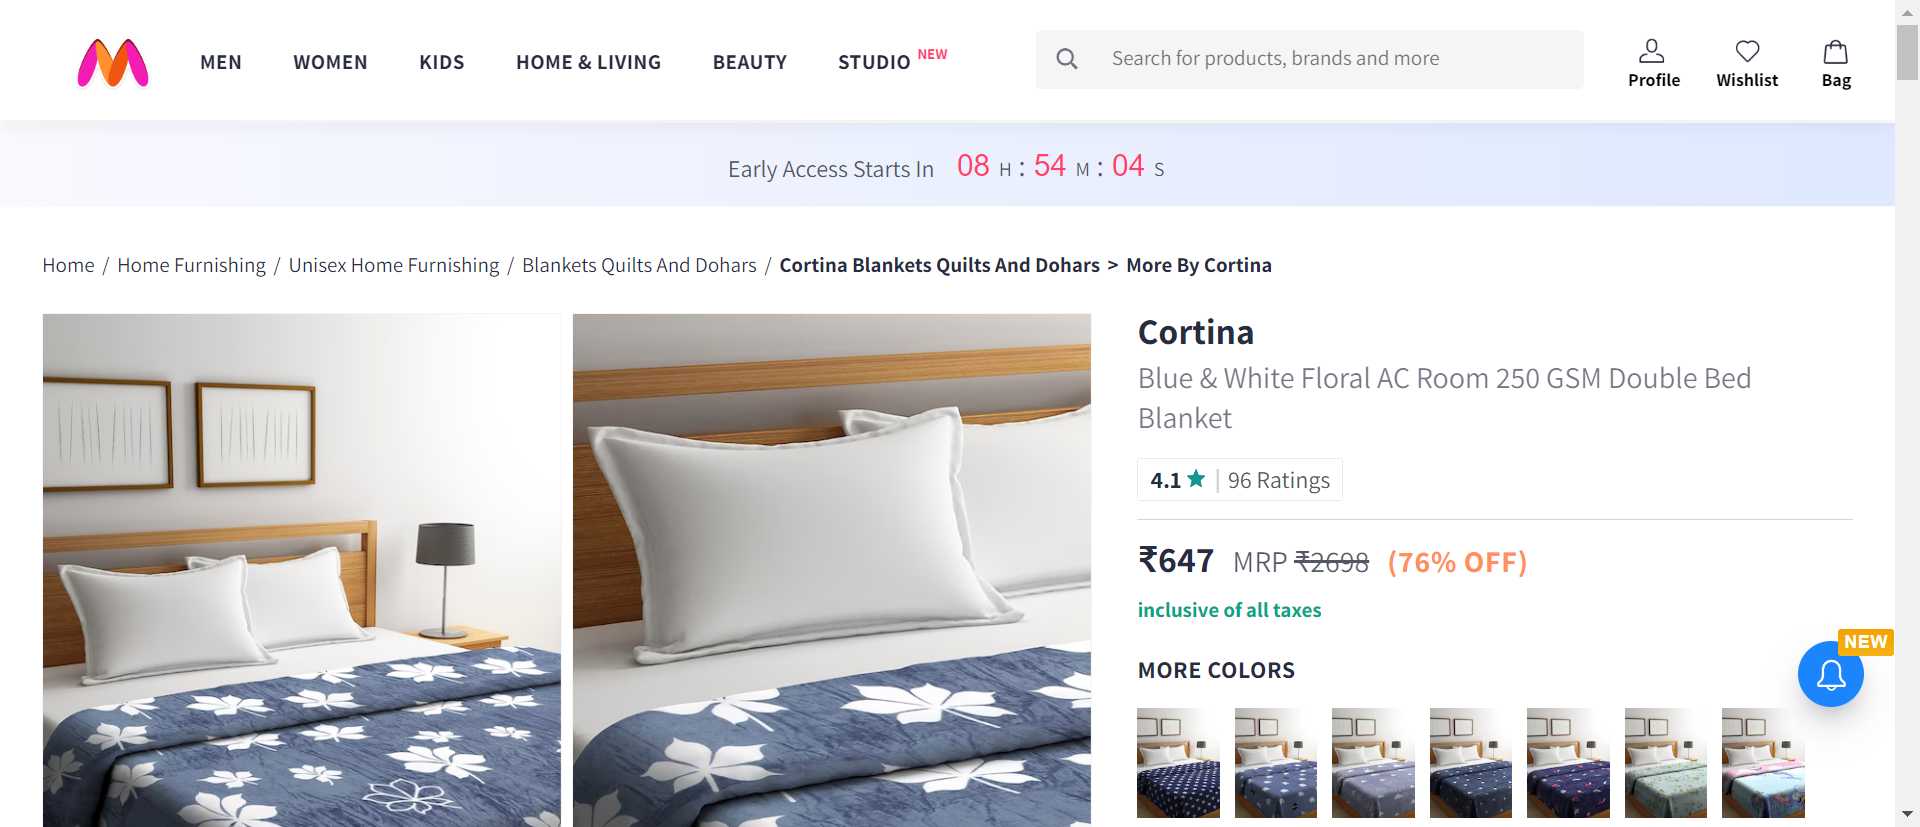 MEN WOMEN KIDS HOME & LIVING BEAUTY STUDIO NEW Search for products, brands and more Profile Wishlist Bag
Early Access Starts In 08 H : 54 M : 04 S
Home / Home Furnishing / Unisex Home Furnishing / Blankets Quilts And Dohars / Cortina Blankets Quilts And Dohars > More By Cortina
Cortina
Blue & White Floral AC Room 250 GSM Double Bed
Blanket
4.1 ★ | 96 Ratings
₹647 MRP ₹2698 (76% OFF)
inclusive of all taxes
NEW
MORE COLORS